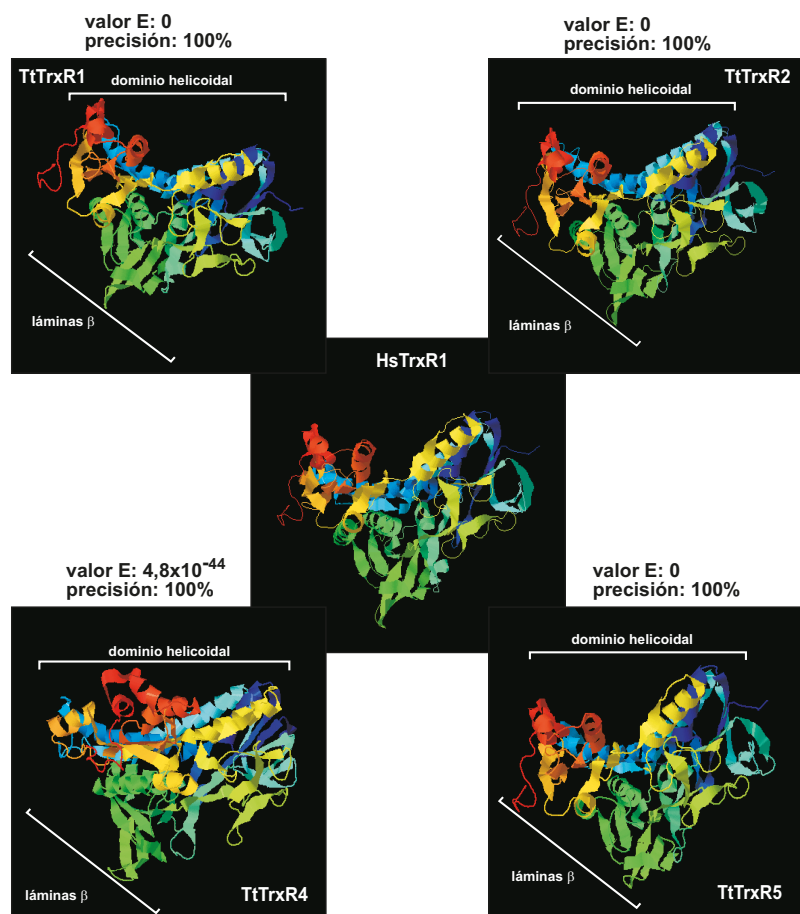 valor E: 0
precisión: 100%
TtTrxR1
dominio helicoidal
láminas β
valor E: 0
precisión: 100%
TtTrxR2
dominio helicoidal
láminas β
HsTrxR1
valor E: 4,8x10⁻⁴⁴
precisión: 100%
dominio helicoidal
láminas β
TtTrxR4
valor E: 0
precisión: 100%
dominio helicoidal
láminas β
TtTrxR5